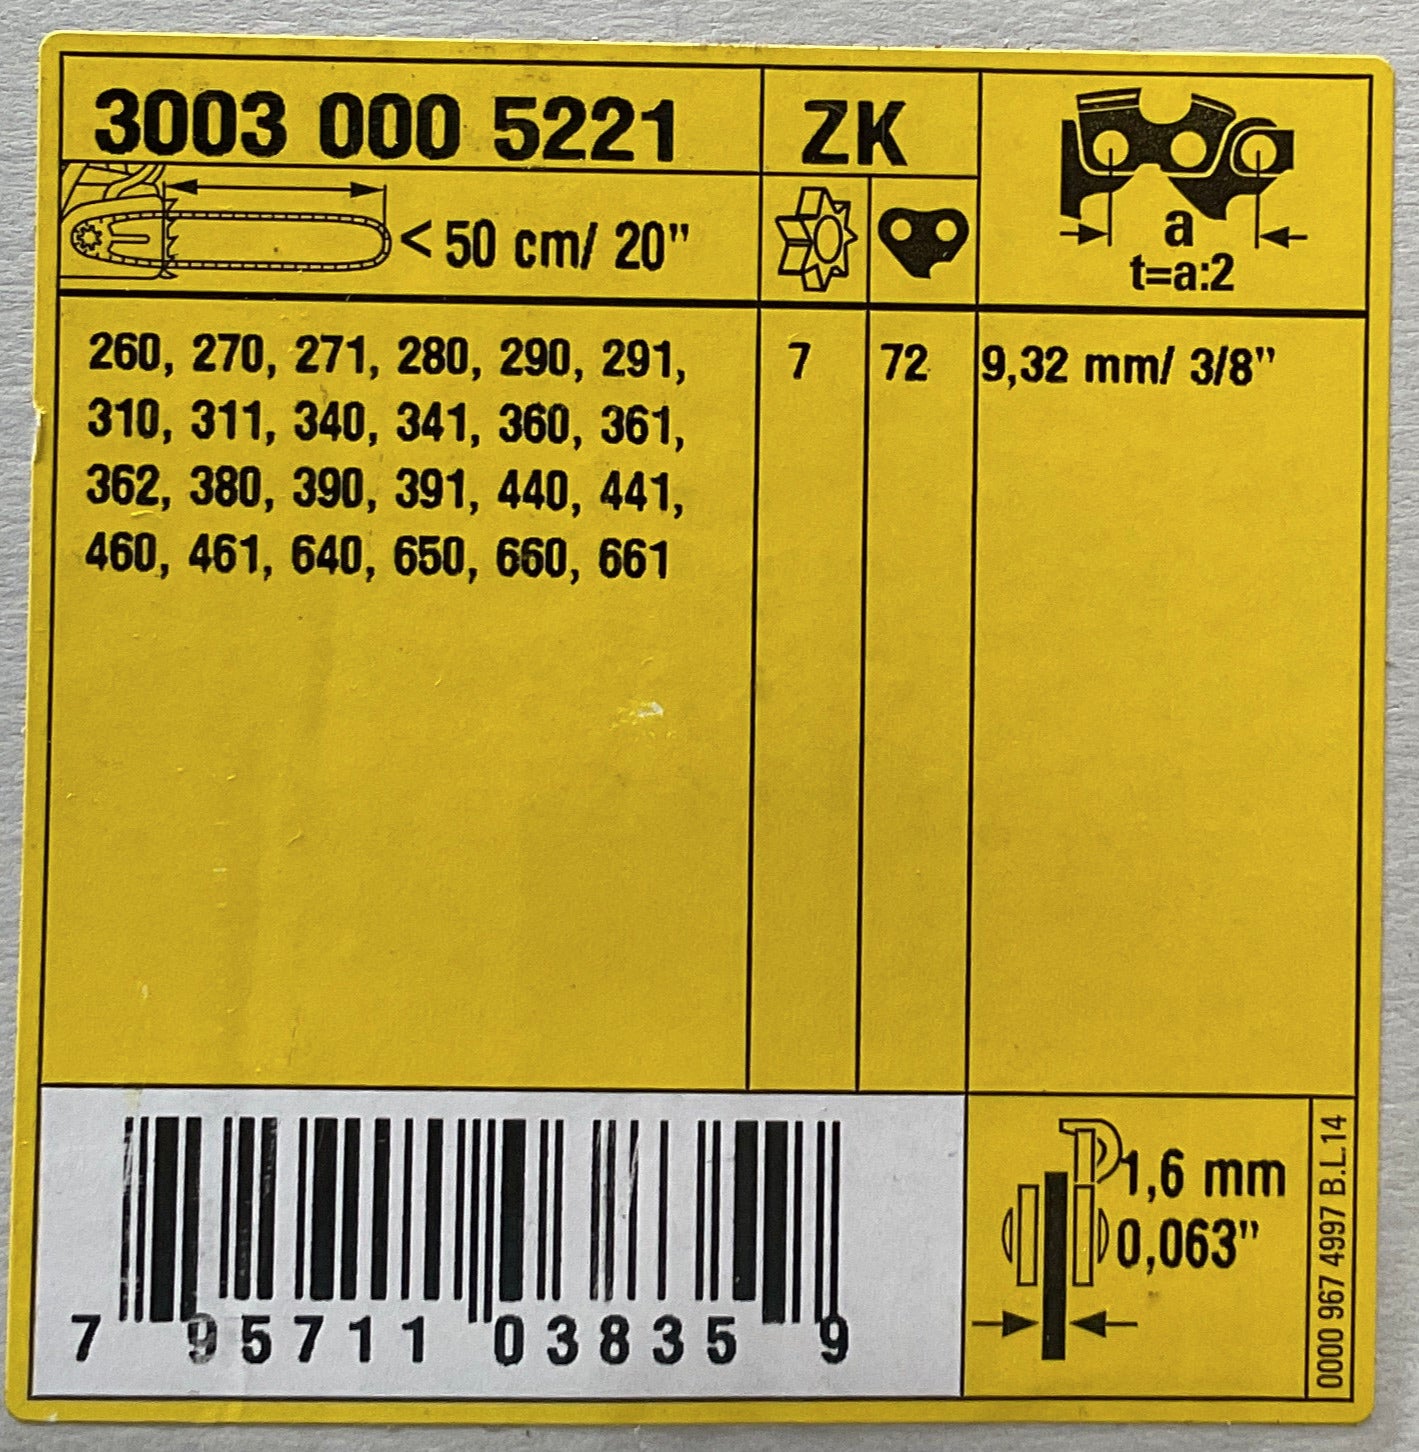 3003 000 5221
ZK
a
t=a:2
< 50 cm/ 20"
260, 270, 271, 280, 290, 291,
310, 311, 340, 341, 360, 361,
362, 380, 390, 391, 440, 441,
460, 461, 640, 650, 660, 661
7
72
9,32 mm/ 3/8"
7 95711 03835 9
1,6 mm
0,063"
0000 967 4997 B.L.14